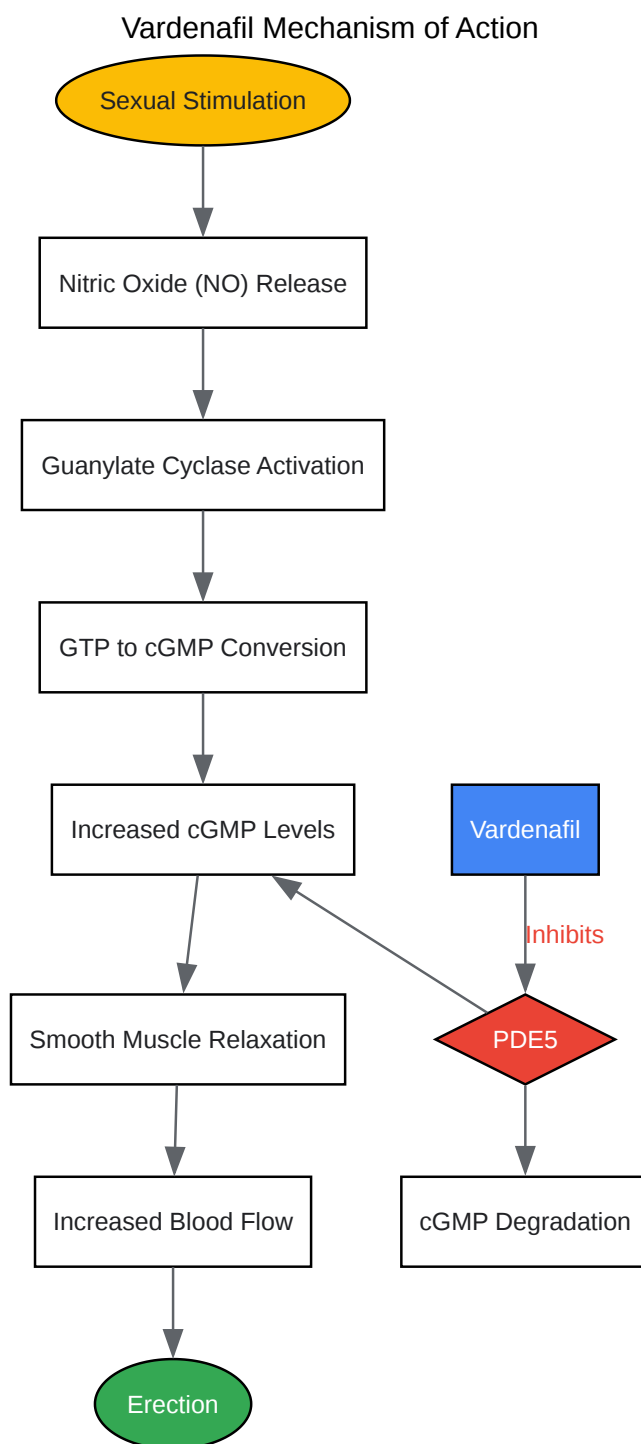 Vardenafil Mechanism of Action
Sexual Stimulation
Nitric Oxide (NO) Release
Guanylate Cyclase Activation
GTP to cGMP Conversion
Increased cGMP Levels
Vardenafil
Inhibits
Smooth Muscle Relaxation
PDE5
Increased Blood Flow
cGMP Degradation
Erection